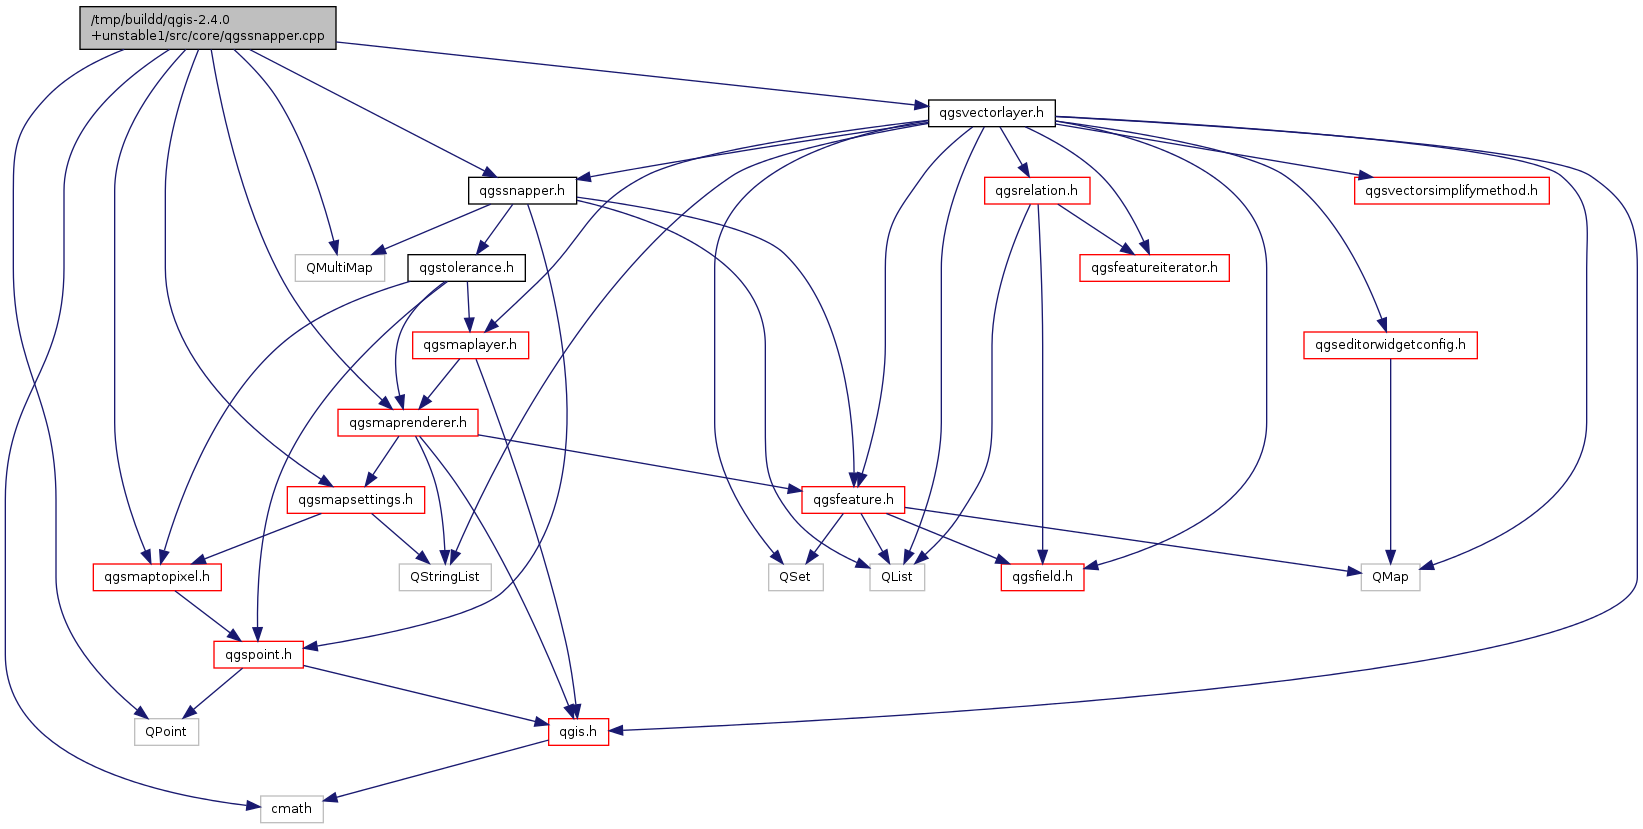 /tmp/buildd/qgis-2.4.0
+unstable1/src/core/qgssnapper.cpp
qgsvectorlayer.h
qgssnapper.h
qgsrelation.h
qgsvectorsimplifymethod.h
QMultiMap
qgstolerance.h
qgsfeatureiterator.h
qgsmaplayer.h
qgseditorwidgetconfig.h
qgsmaprenderer.h
qgsmapsettings.h
qgsfeature.h
qgsmaptopixel.h
QStringList
QSet
QList
qgsfield.h
QMap
qgspoint.h
QPoint
qgis.h
cmath